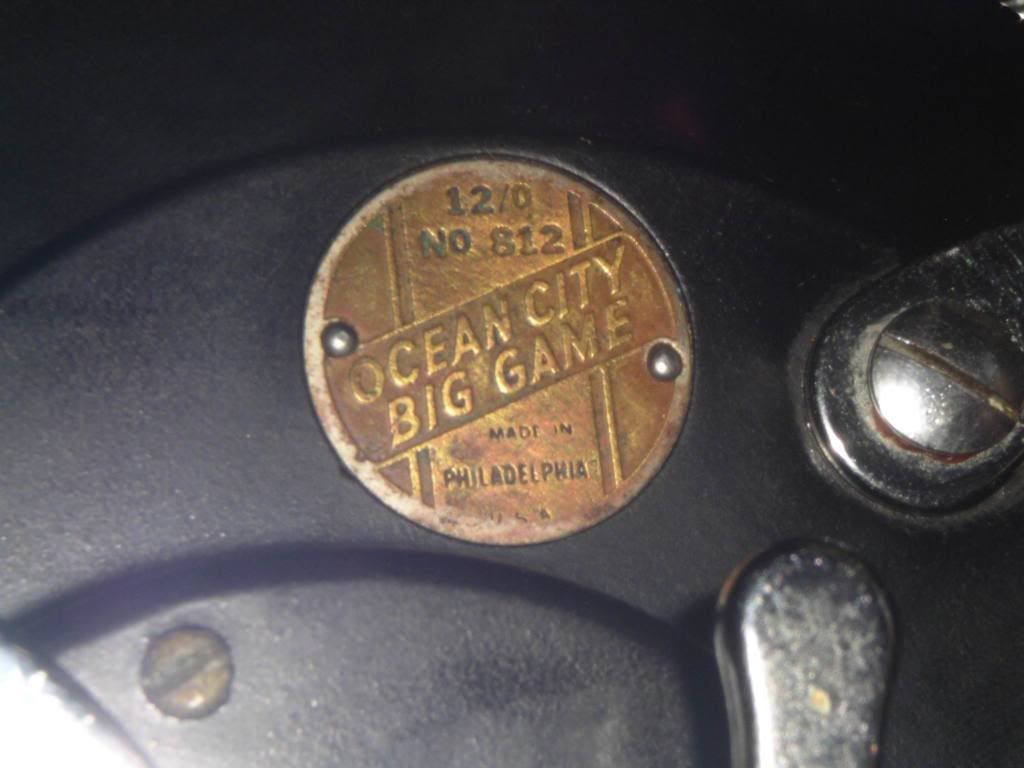 12/0
NO 812
OCEAN CITY
BIG GAME
MADE IN
PHILADELPHIA
U S A